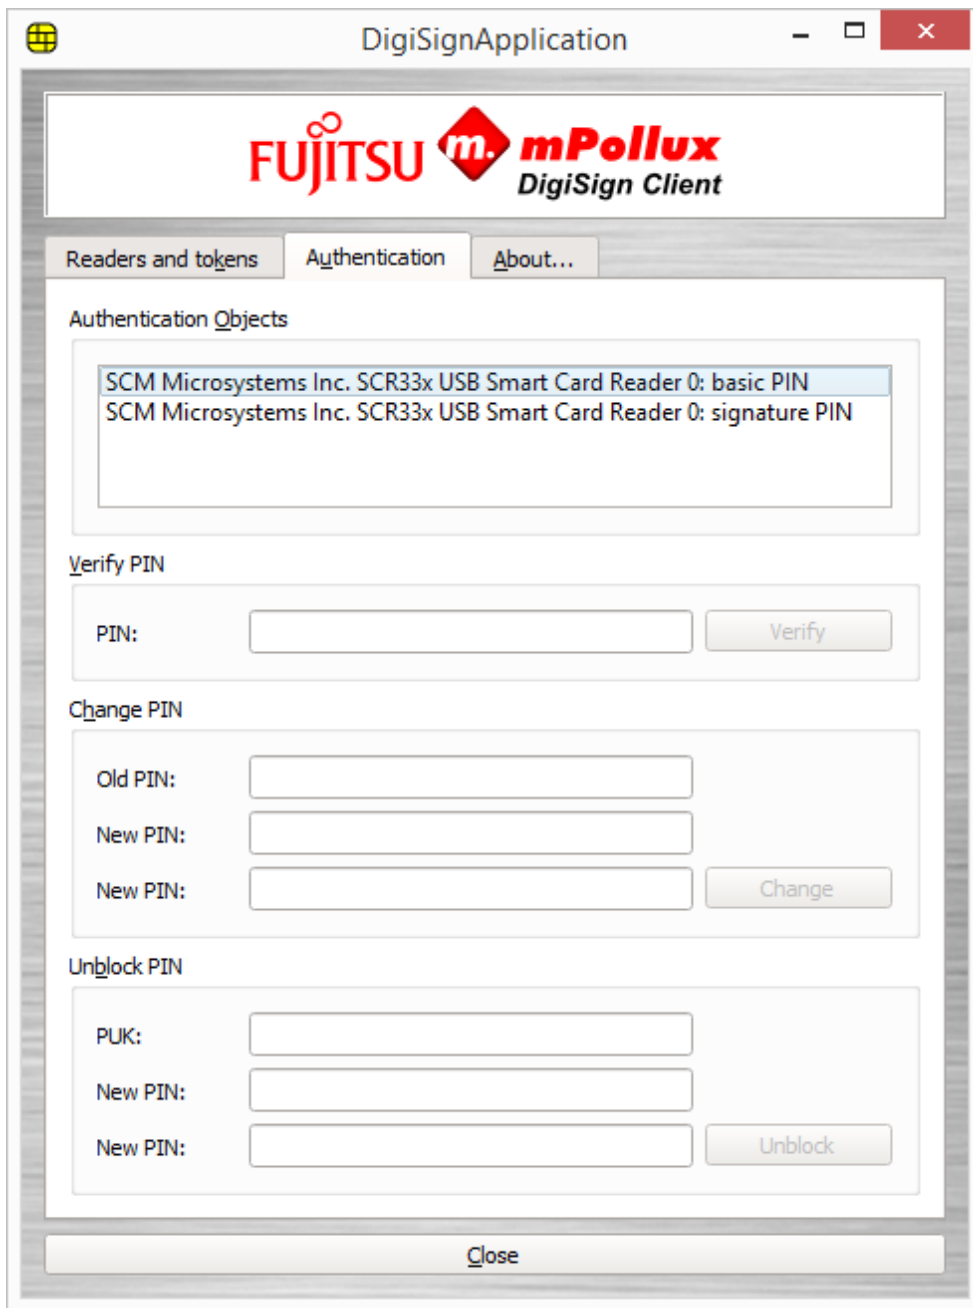 DigiSignApplication
FUJITSU m. mPollux
DigiSign Client
Readers and tokens Authentication About...
Authentication Objects
SCM Microsystems Inc. SCR33x USB Smart Card Reader 0: basic PIN
SCM Microsystems Inc. SCR33x USB Smart Card Reader 0: signature PIN
Verify PIN
PIN: Verify
Change PIN
Old PIN:
New PIN:
New PIN: Change
Unblock PIN
PUK:
New PIN:
New PIN: Unblock
Close